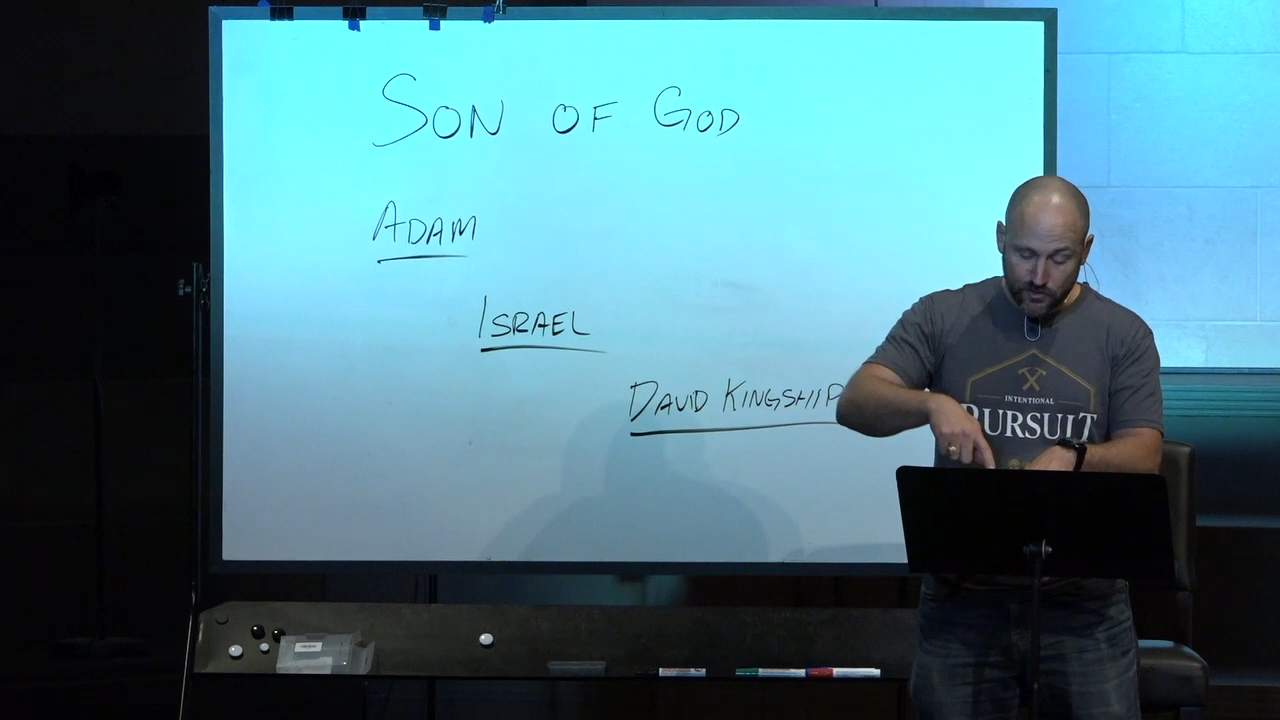 SON OF GOD
ADAM
ISRAEL
DAVID KINGSHIP
INTENTIONAL
PURSUIT